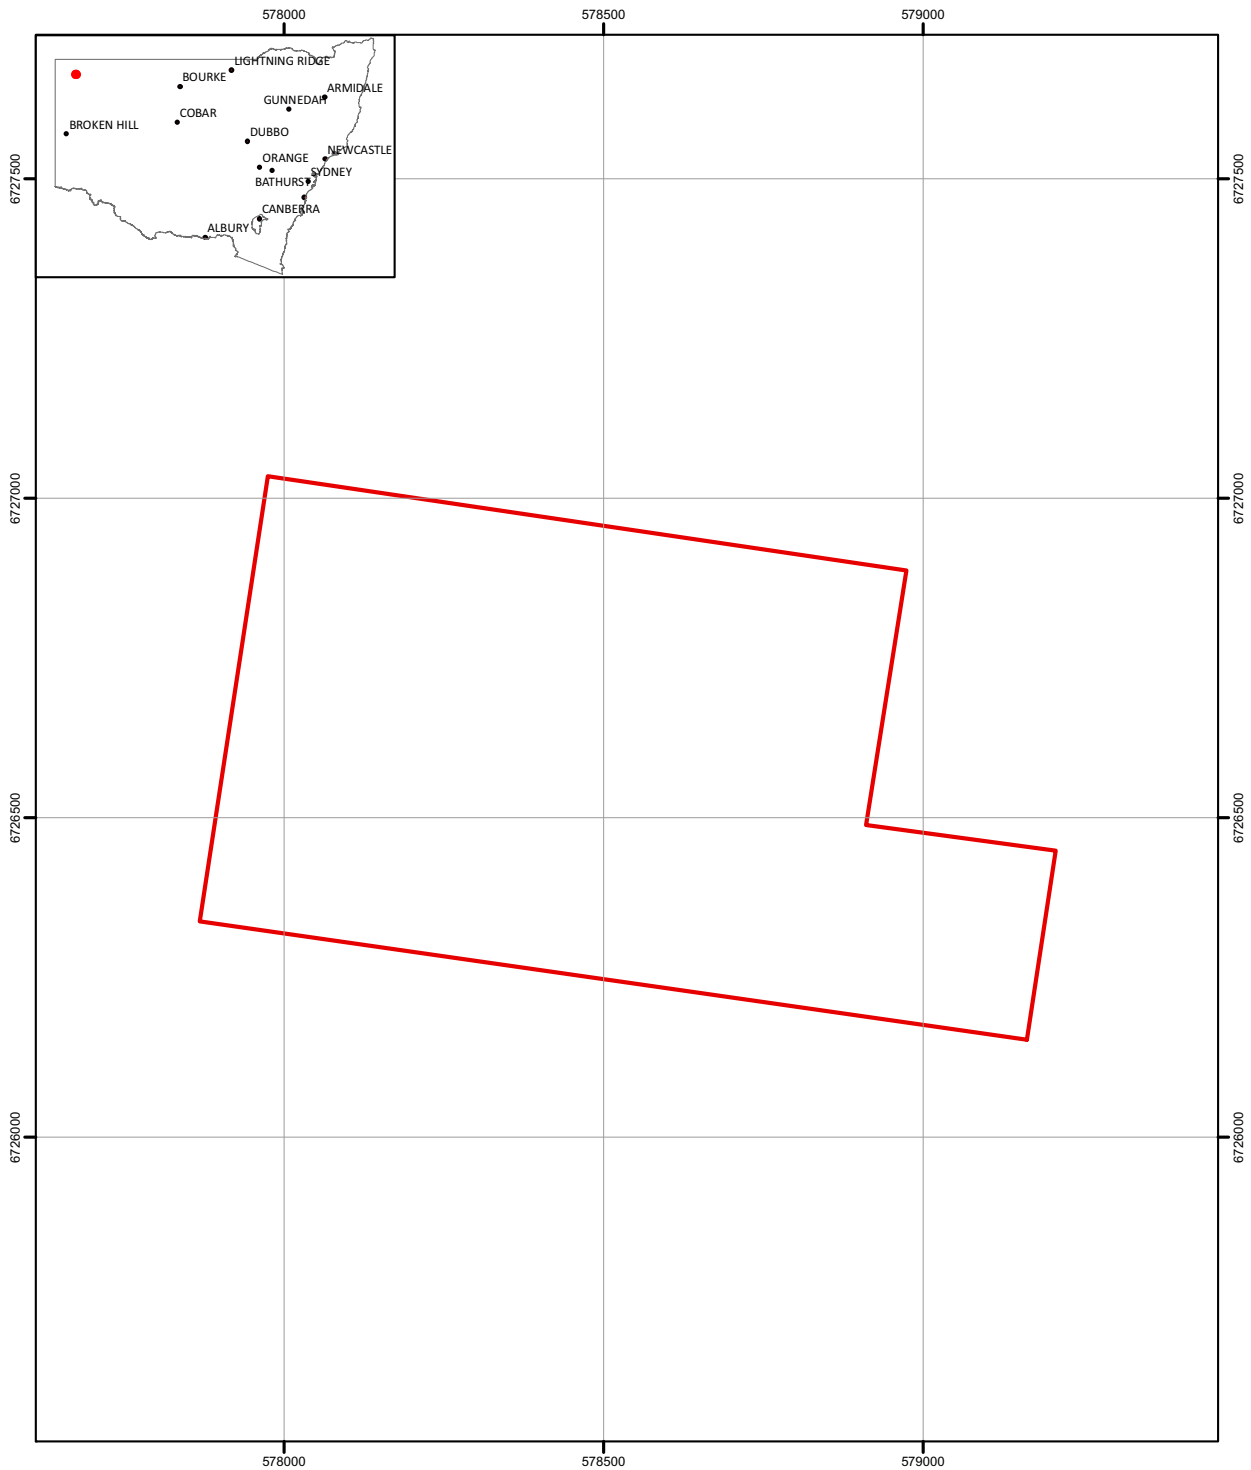 578000 578500 579000
LIGHTNING RIDGE
BOURKE
ARMIDALE
GUNNEDAH
COBAR
BROKEN HILL
DUBBO
NEWCASTLE
ORANGE
SYDNEY
BATHURST
CANBERRA
ALBURY
6727500 6727500
6727000 6727000
6726500 6726500
6726000 6726000
578000 578500 579000